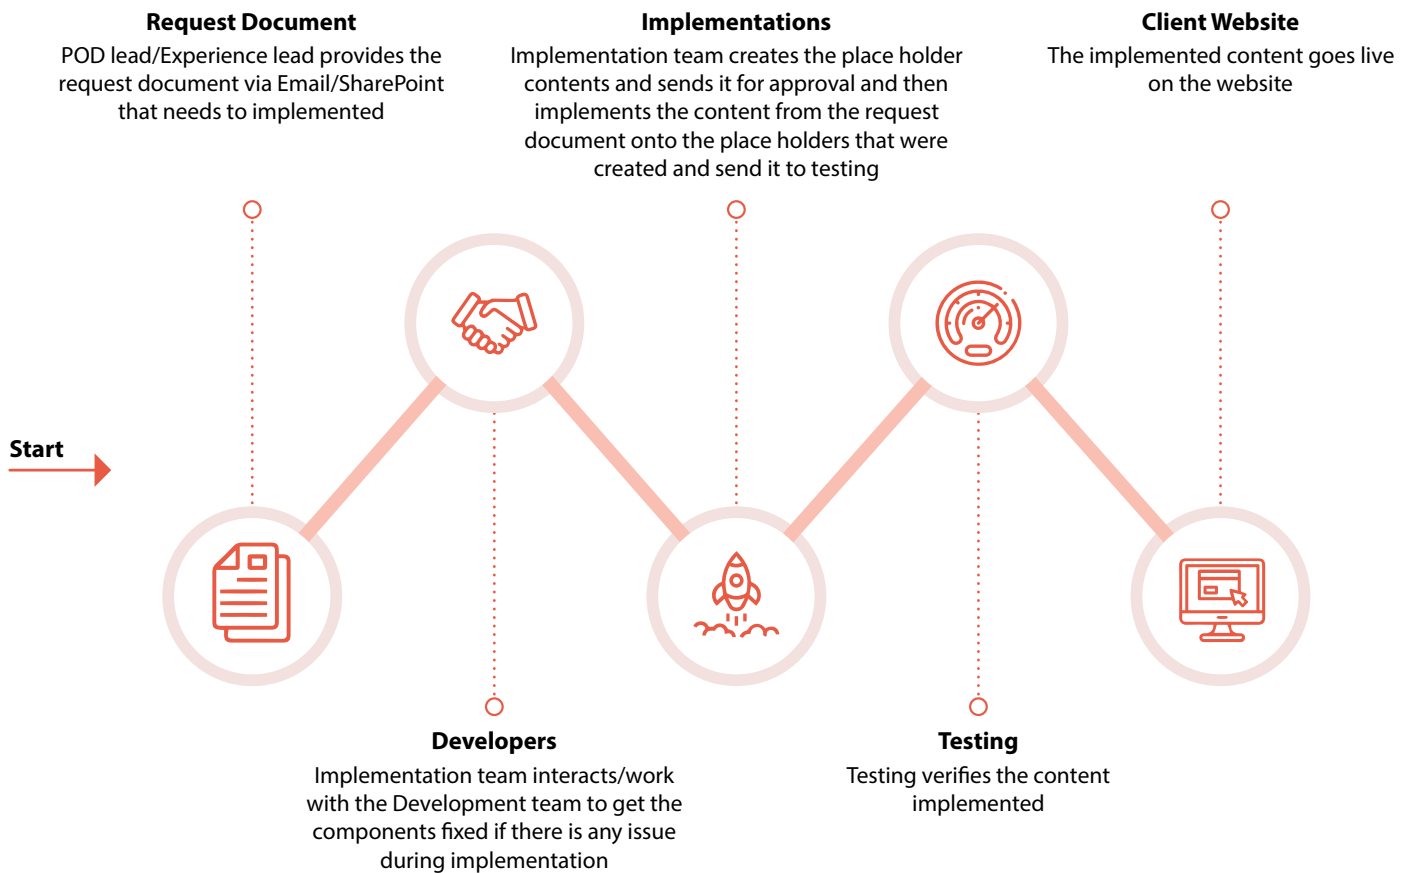 Request Document
POD lead/Experience lead provides the
request document via Email/SharePoint
that needs to implemented
Implementations
Implementation team creates the place holder
contents and sends it for approval and then
implements the content from the request
document onto the place holders that were
created and send it to testing
Client Website
The implemented content goes live
on the website
Start
Developers
Implementation team interacts/work
with the Development team to get the
components fixed if there is any issue
during implementation
Testing
Testing verifies the content
implemented